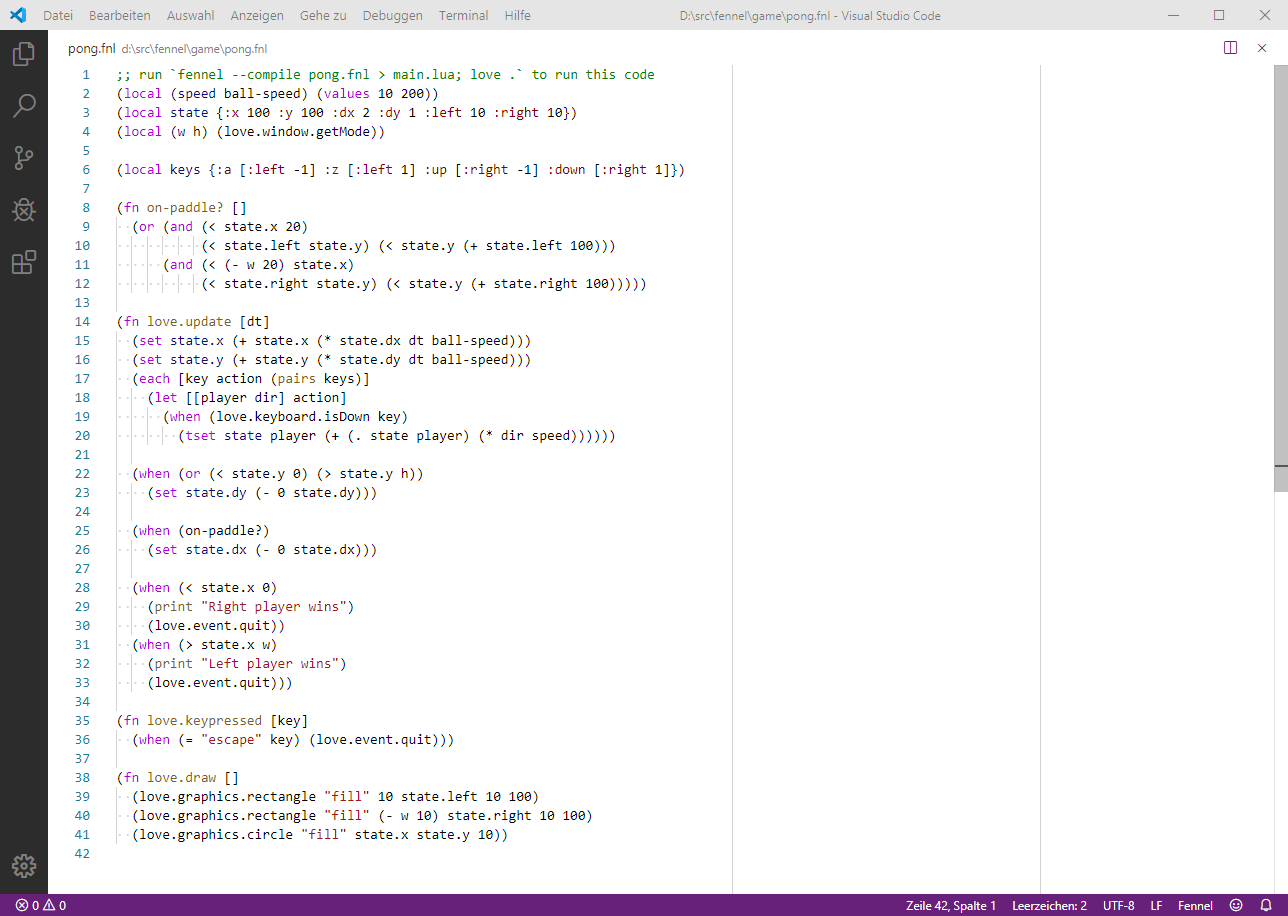 Datei Bearbeiten Auswahl Anzeigen Gehe zu Debuggen Terminal Hilfe D:\src\fennel\game\pong.fnl - Visual Studio Code
pong.fnl d:\src\fennel\game\pong.fnl
1 ;; run `fennel --compile pong.fnl > main.lua; love .` to run this code
2 (local (speed ball-speed) (values 10 200))
3 (local state {:x 100 :y 100 :dx 2 :dy 1 :left 10 :right 10})
4 (local (w h) (love.window.getMode))
5
6 (local keys {:a [:left -1] :z [:left 1] :up [:right -1] :down [:right 1]})
7
8 (fn on-paddle? []
9   (or (and (< state.x 20)
10            (< state.left state.y) (< state.y (+ state.left 100)))
11       (and (< (- w 20) state.x)
12            (< state.right state.y) (< state.y (+ state.right 100)))))
13
14 (fn love.update [dt]
15   (set state.x (+ state.x (* state.dx dt ball-speed)))
16   (set state.y (+ state.y (* state.dy dt ball-speed)))
17   (each [key action (pairs keys)]
18     (let [[player dir] action]
19       (when (love.keyboard.isDown key)
20         (tset state player (+ (. state player) (* dir speed))))))
21
22   (when (or (< state.y 0) (> state.y h))
23     (set state.dy (- 0 state.dy)))
24
25   (when (on-paddle?)
26     (set state.dx (- 0 state.dx)))
27
28   (when (< state.x 0)
29     (print "Right player wins")
30     (love.event.quit))
31   (when (> state.x w)
32     (print "Left player wins")
33     (love.event.quit)))
34
35 (fn love.keypressed [key]
36   (when (= "escape" key) (love.event.quit)))
37
38 (fn love.draw []
39   (love.graphics.rectangle "fill" 10 state.left 10 100)
40   (love.graphics.rectangle "fill" (- w 10) state.right 10 100)
41   (love.graphics.circle "fill" state.x state.y 10))
42
0 0 Zeile 42, Spalte 1 Leerzeichen: 2 UTF-8 LF Fennel